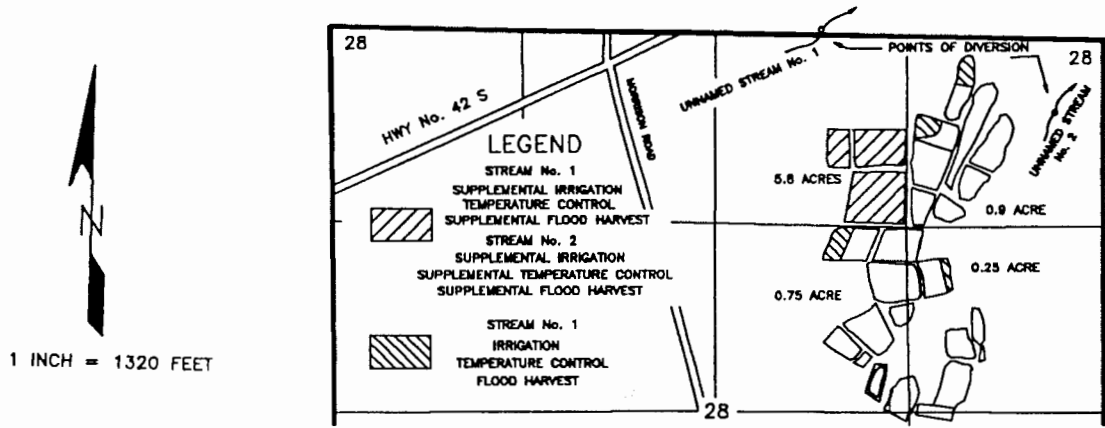 28
28
POINTS OF DIVERSION
UNNAMED STREAM No. 1
UNNAMED STREAM
No. 2
HWY No. 42 S
MORRISON ROAD
LEGEND
STREAM No. 1
SUPPLEMENTAL IRRIGATION
TEMPERATURE CONTROL
SUPPLEMENTAL FLOOD HARVEST
STREAM No. 2
SUPPLEMENTAL IRRIGATION
SUPPLEMENTAL TEMPERATURE CONTROL
SUPPLEMENTAL FLOOD HARVEST
STREAM No. 1
IRRIGATION
TEMPERATURE CONTROL
FLOOD HARVEST
5.6 ACRES
0.9 ACRE
0.25 ACRE
0.75 ACRE
28
N
1 INCH = 1320 FEET